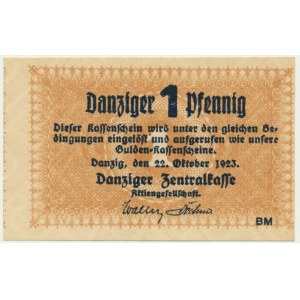 Danziger 1 Pfennig
Dieser Kassenschein wird unter den gleichen Be-
dingungen eingelöst und aufgerufen wie unsere
Gulden-Kassenscheine.
Danzig, den 22. Oktober 1923.
Danziger Zentralkasse
Aktiengesellschaft.
BM